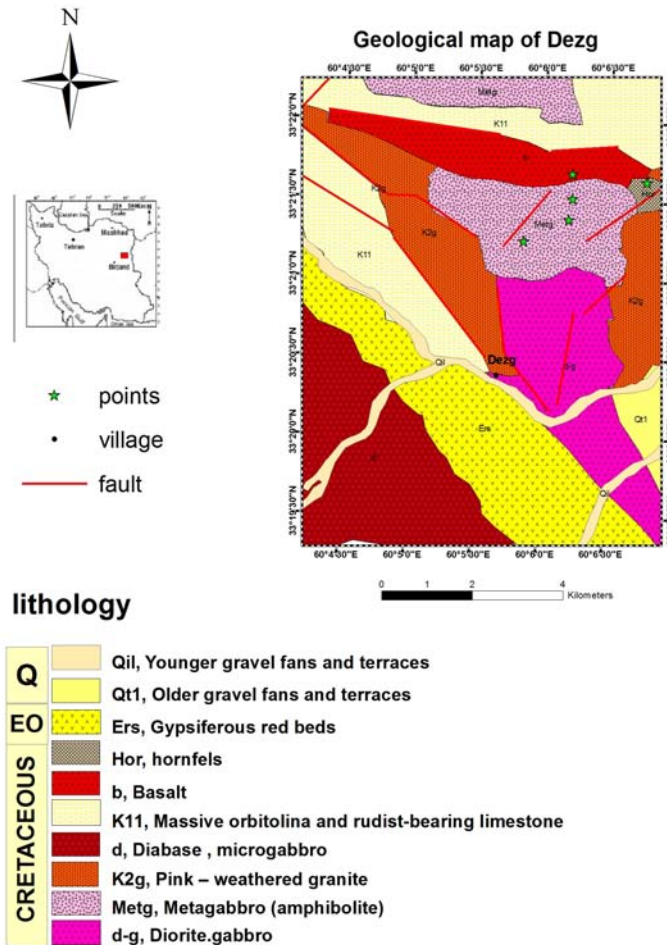 N
Geological map of Dezg
60°4'30"E 60°5'0"E 60°5'30"E 60°6'0"E 60°6'30"E
33°22'0"N
33°21'30"N
33°21'0"N
33°20'30"N
33°20'0"N
33°19'30"N
Metg
K11
K2g
Metg
K2g
K11
K2g
Dezg
Qil
d-g
Ers
Qt1
Qil
60°4'30"E 60°5'0"E 60°5'30"E 60°6'0"E 60°6'30"E
Tehran
Birjand
points
village
fault
0 1 2 4
Kilometers
lithology
Q
Qil, Younger gravel fans and terraces
Qt1, Older gravel fans and terraces
EO
Ers, Gypsiferous red beds
CRETACEOUS
Hor, hornfels
b, Basalt
K11, Massive orbitolina and rudist-bearing limestone
d, Diabase , microgabbro
K2g, Pink – weathered granite
Metg, Metagabbro (amphibolite)
d-g, Diorite.gabbro